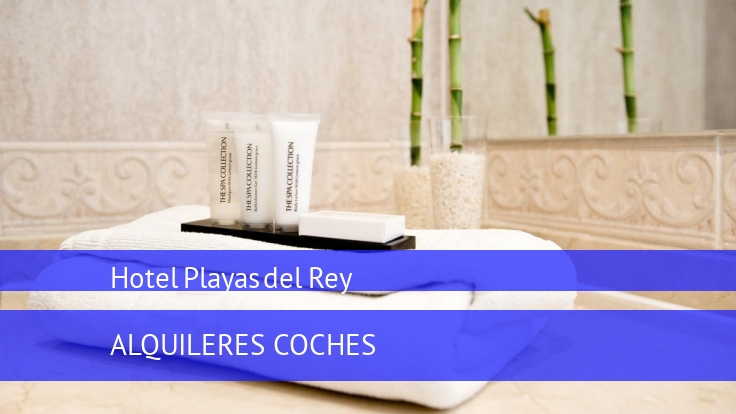 THE SPA COLLECTION
THE SPA COLLECTION
THE SPA COLLECTION
Hotel Playas del Rey
ALQUILERES COCHES